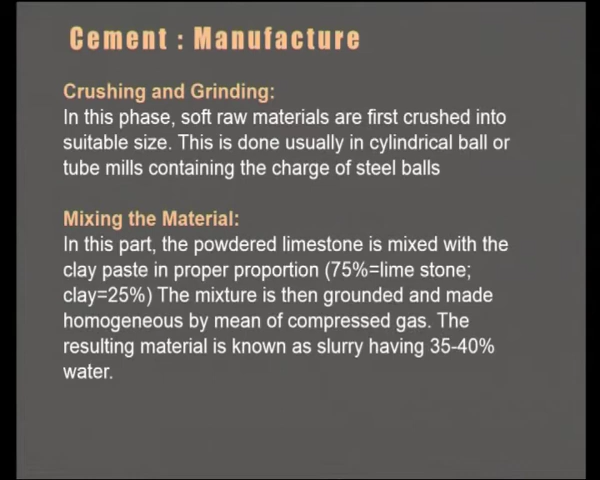 Cement : Manufacture
Crushing and Grinding:
In this phase, soft raw materials are first crushed into
suitable size. This is done usually in cylindrical ball or
tube mills containing the charge of steel balls
Mixing the Material:
In this part, the powdered limestone is mixed with the
clay paste in proper proportion (75%=lime stone;
clay=25%) The mixture is then grounded and made
homogeneous by mean of compressed gas. The
resulting material is known as slurry having 35-40%
water.